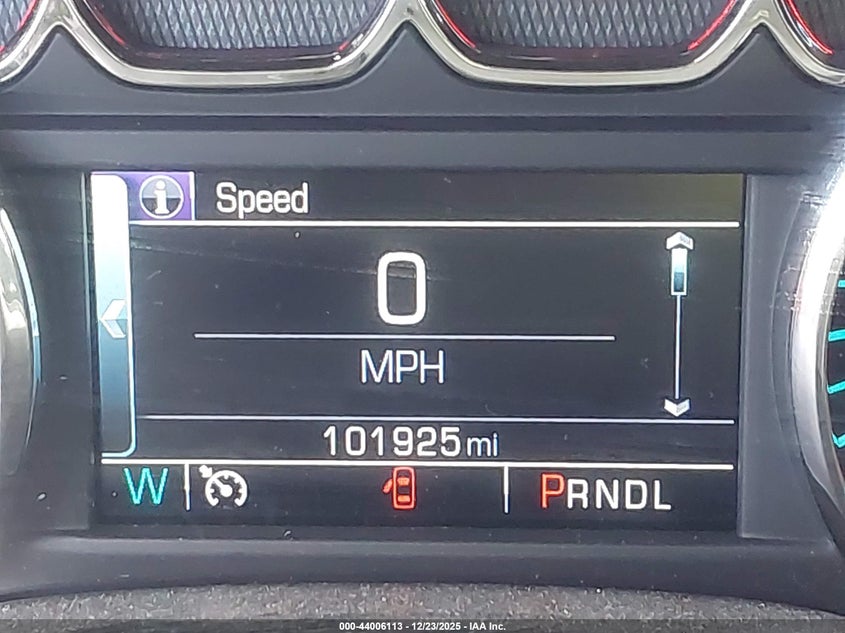 Speed
0
MPH
101925mi
W
PRNDL
000-44006113 - 12/23/2025 - IAA Inc.